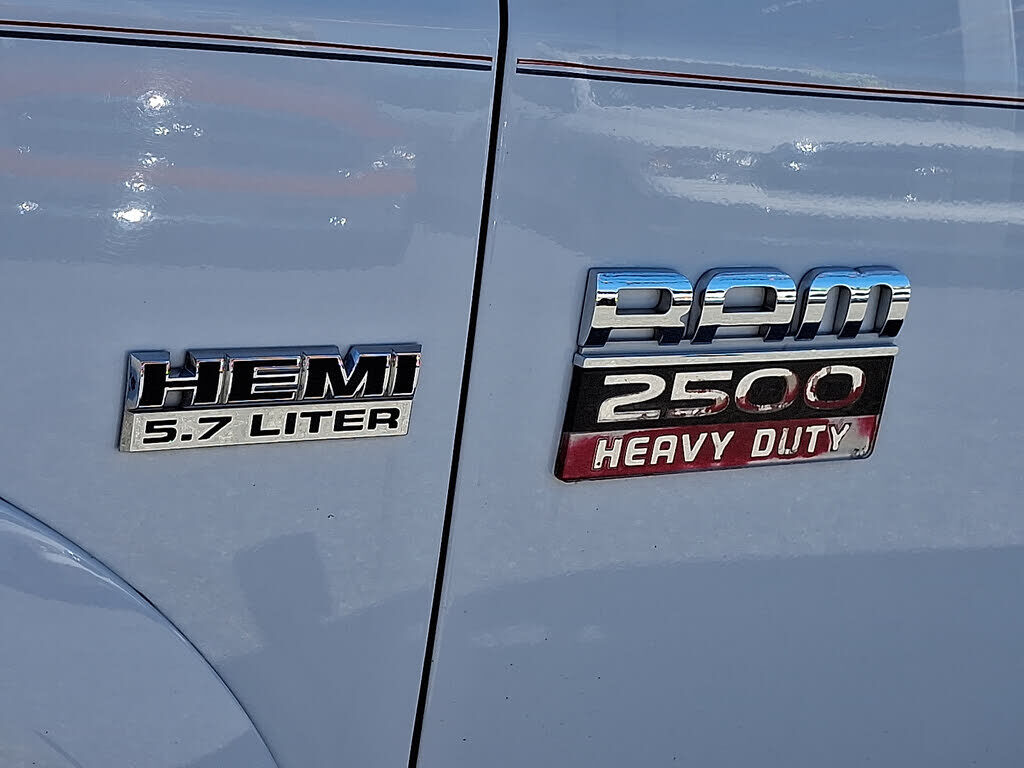 HEMI
5.7 LITER
RAM
2500
HEAVY DUTY